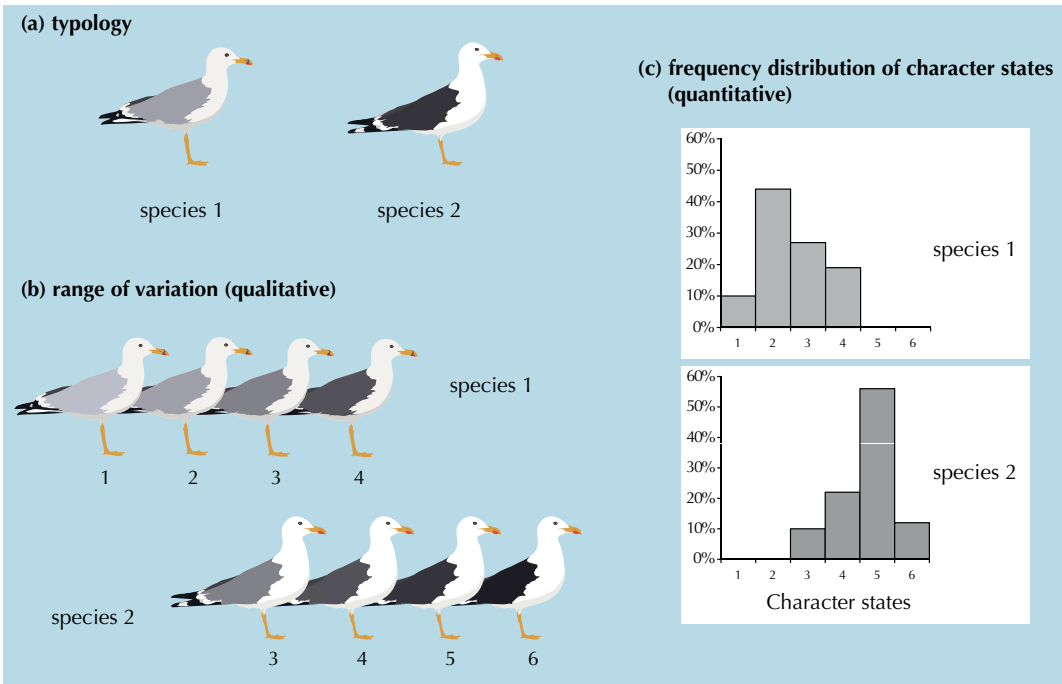 (a) typology
species 1
species 2
(b) range of variation (qualitative)
species 1
1 2 3 4
species 2
3 4 5 6
(c) frequency distribution of character states
(quantitative)
60%
50%
40%
30%
20%
10%
0%
1 2 3 4 5 6
species 1
60%
50%
40%
30%
20%
10%
0%
1 2 3 4 5 6
species 2
Character states